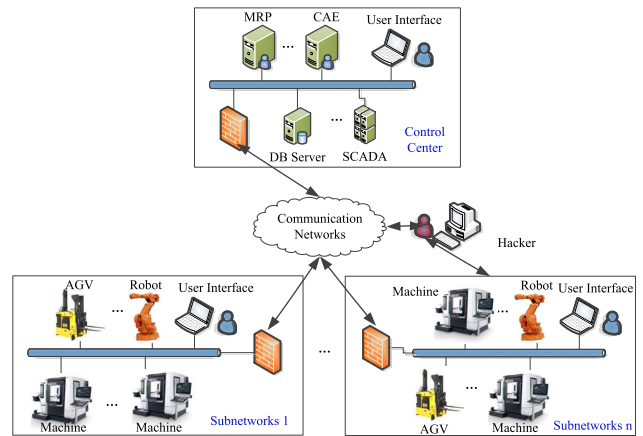 MRP ... CAE User Interface
DB Server ... SCADA
Control
Center
Communication
Networks
Hacker
AGV ... Robot User Interface
Machine ... Machine
Subnetworks 1
...
Machine ... Robot User Interface
AGV ... Machine
Subnetworks n